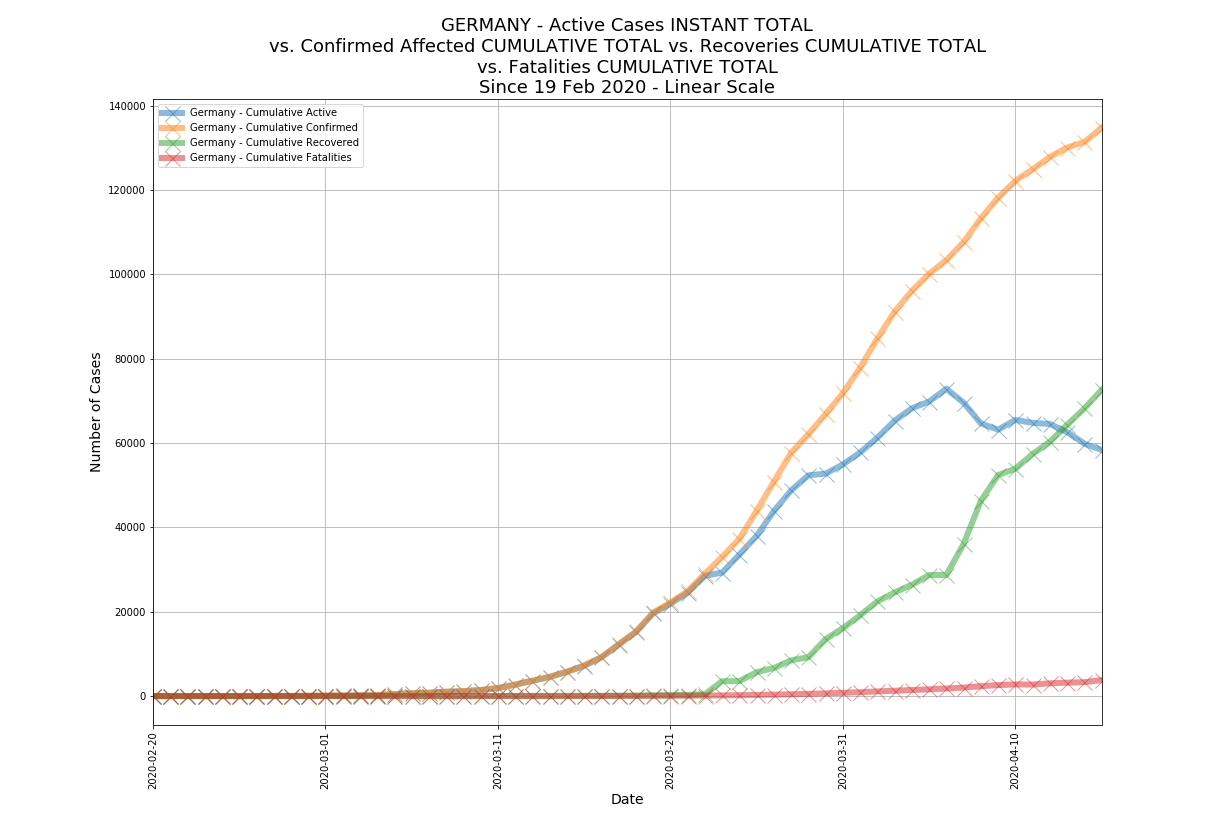 GERMANY - Active Cases INSTANT TOTAL
vs. Confirmed Affected CUMULATIVE TOTAL vs. Recoveries CUMULATIVE TOTAL
vs. Fatalities CUMULATIVE TOTAL
Since 19 Feb 2020 - Linear Scale
Germany - Cumulative Active
Germany - Cumulative Confirmed
Germany - Cumulative Recovered
Germany - Cumulative Fatalities
Number of Cases
140000
120000
100000
80000
60000
40000
20000
0
2020-02-20
2020-03-01
2020-03-11
2020-03-21
2020-03-31
2020-04-10
Date